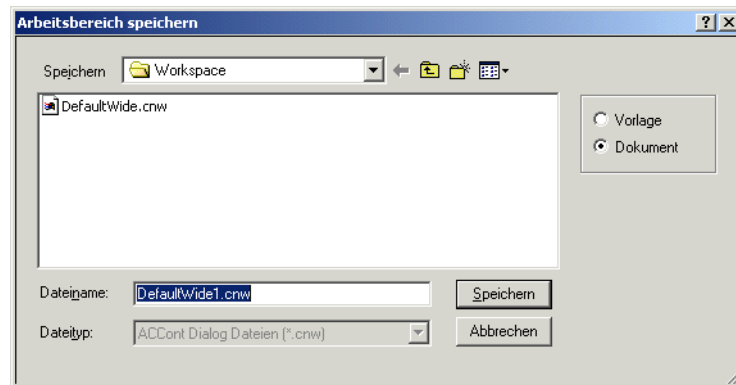 Arbeitsbereich speichern
Speichern Workspace
DefaultWide.cnw
Vorlage
Dokument
Dateiname: DefaultWide1.cnw Speichern
Dateityp: ACCont Dialog Dateien (*.cnw) Abbrechen